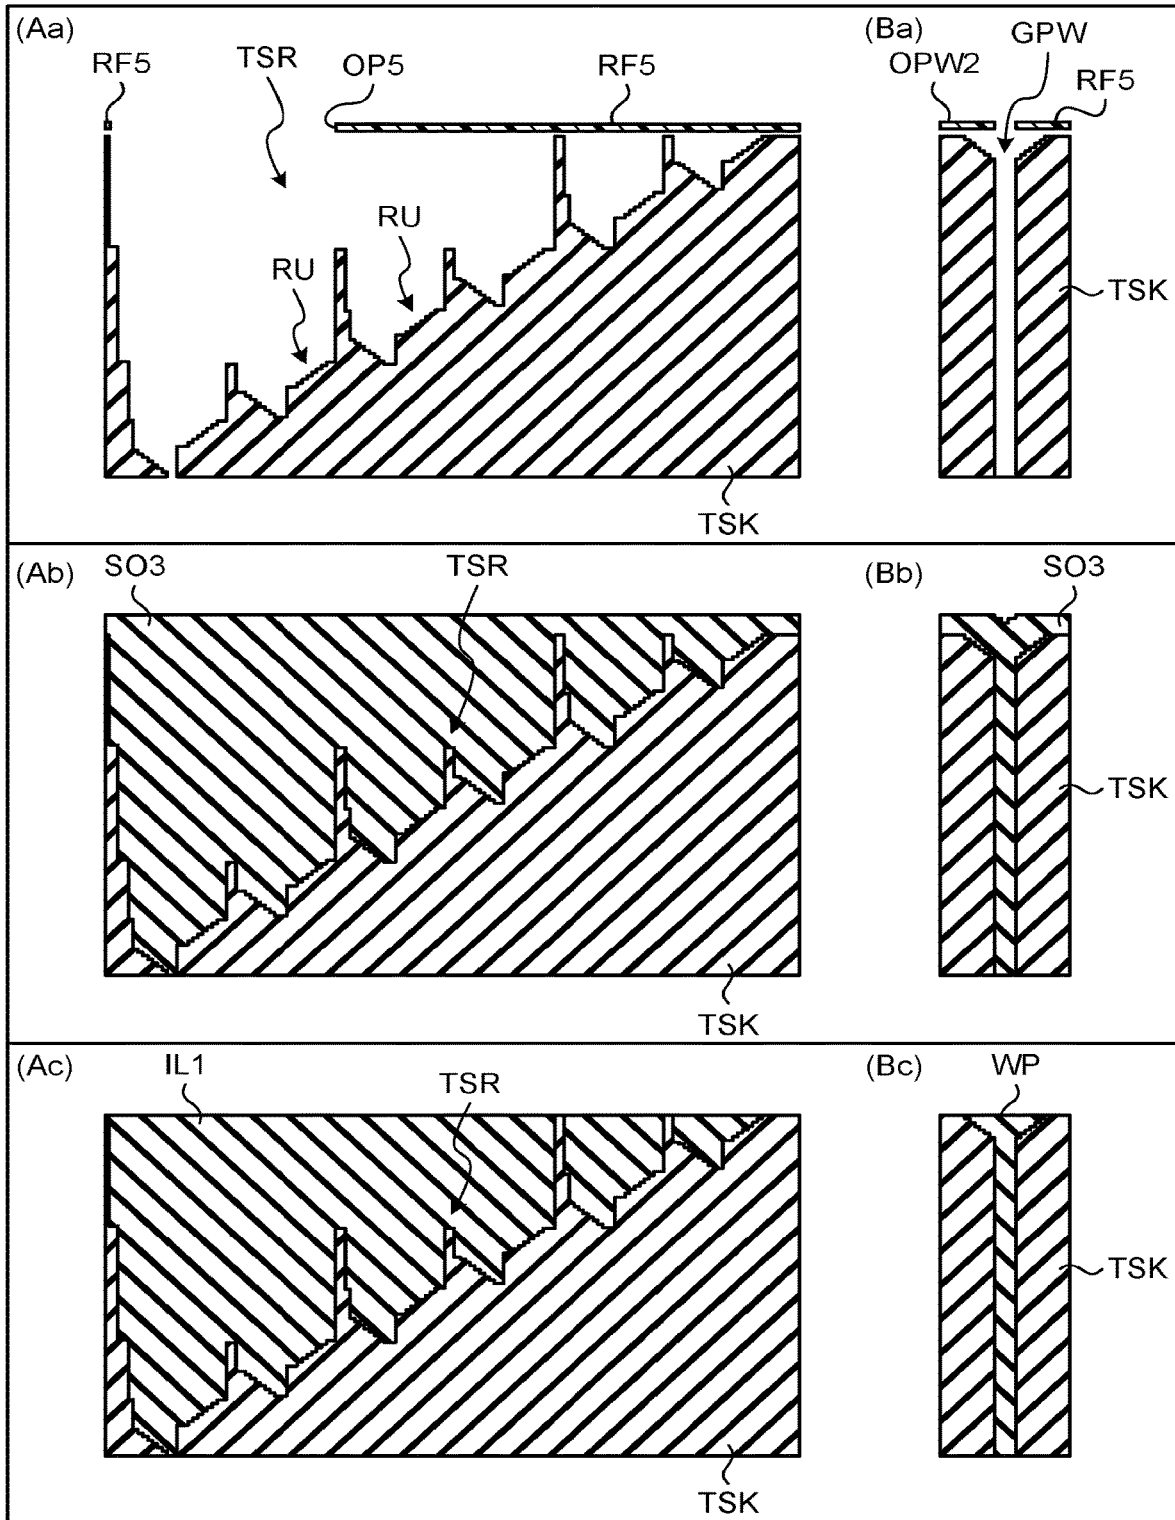 (Aa)
TSR
RF5
OP5
RF5
RU
RU
TSK
(Ba)
GPW
OPW2
RF5
TSK
(Ab)
SO3
TSR
TSK
(Bb)
SO3
TSK
(Ac)
IL1
TSR
TSK
(Bc)
WP
TSK